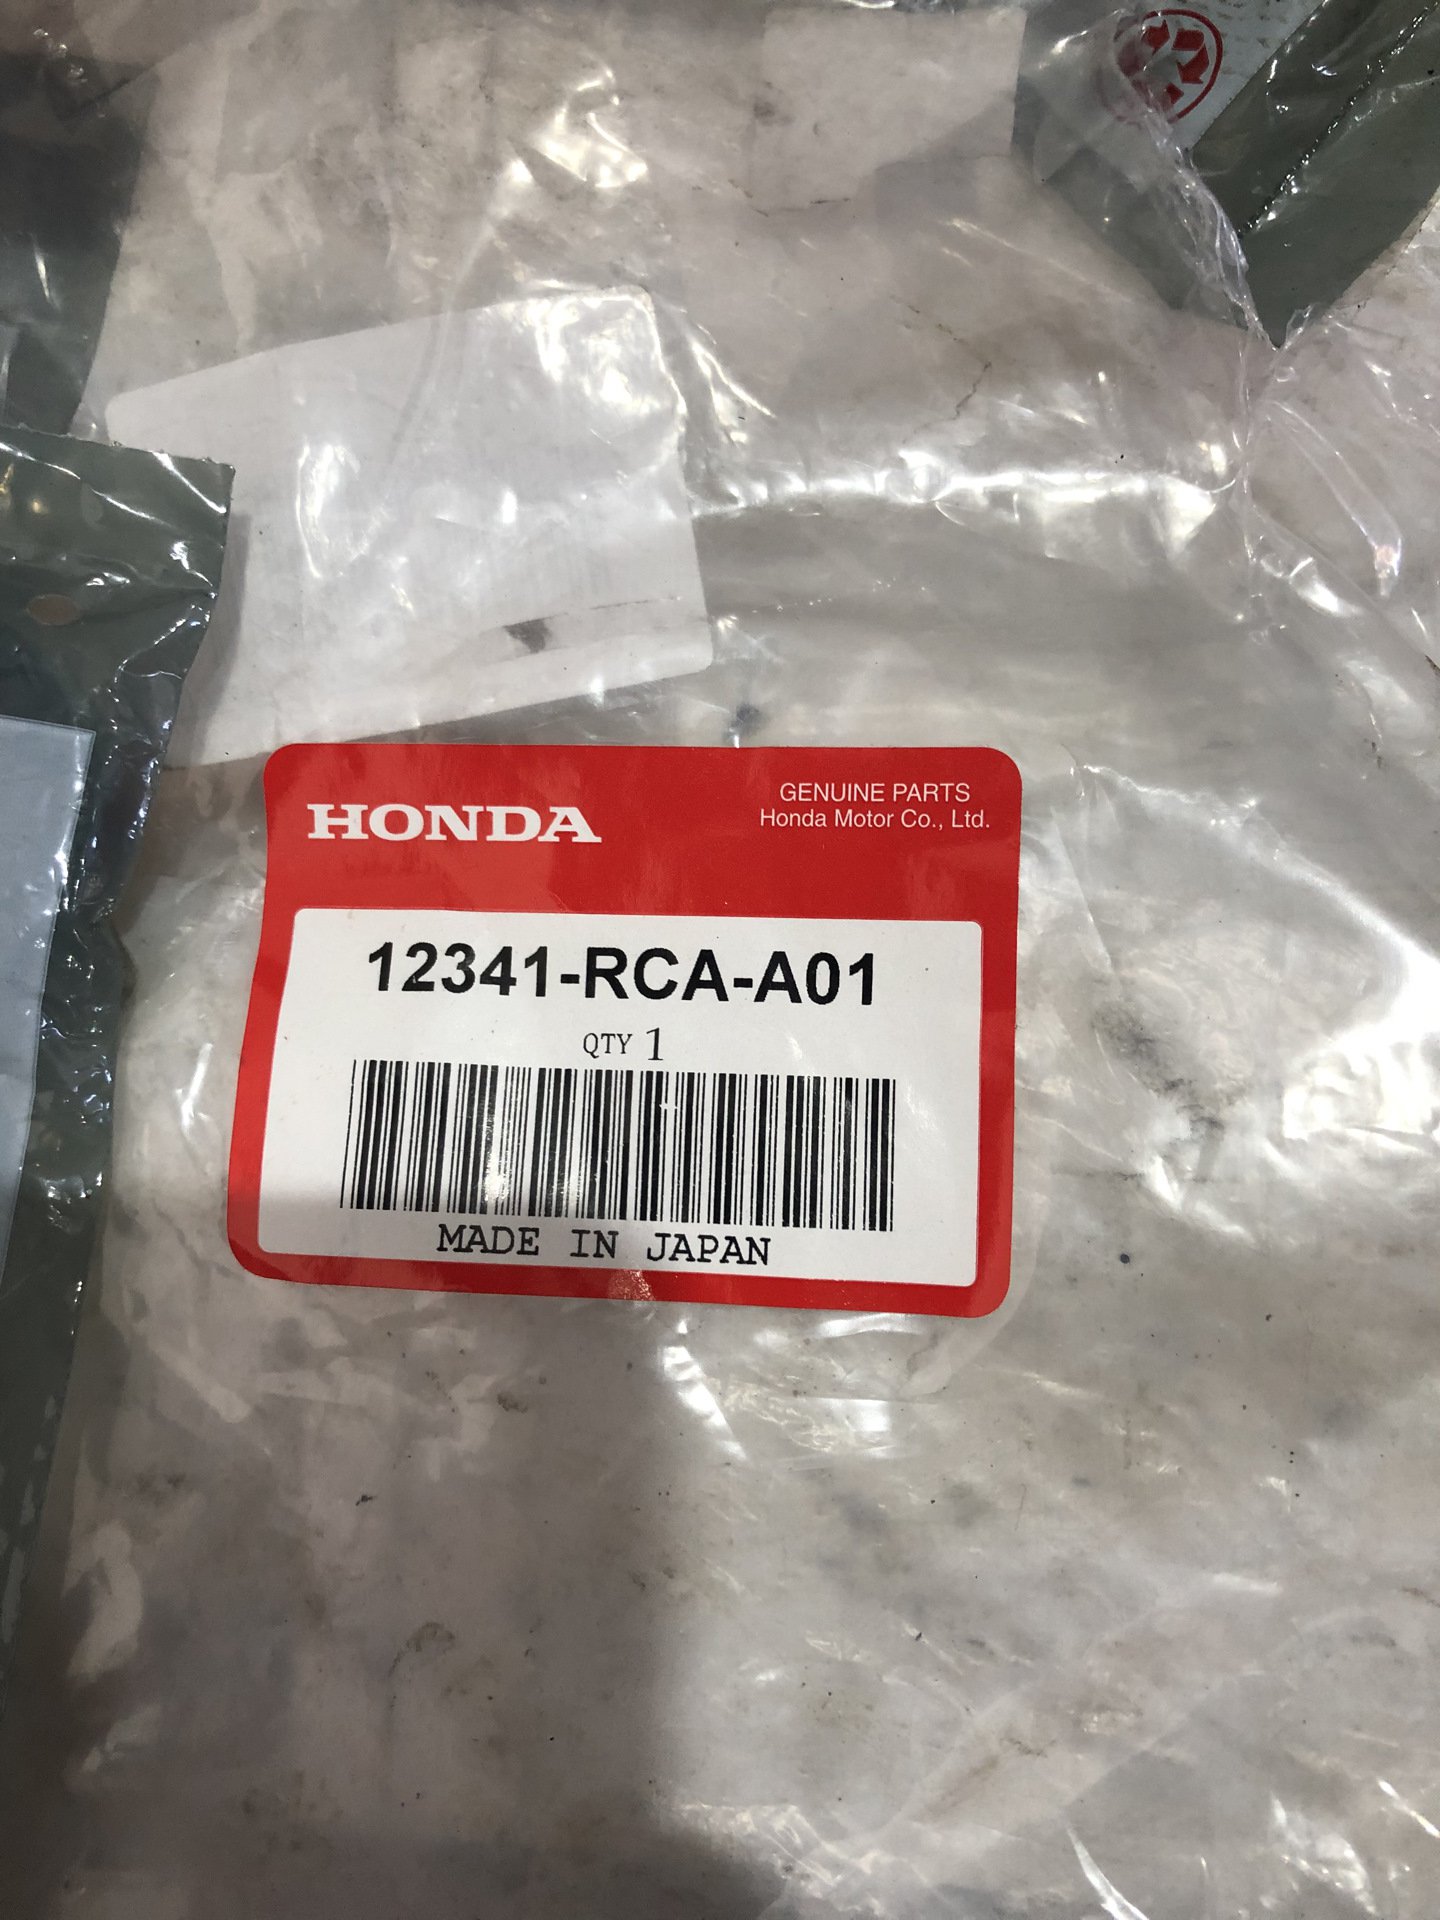 HONDA
GENUINE PARTS
Honda Motor Co., Ltd.
12341-RCA-A01
QTY 1
MADE IN JAPAN